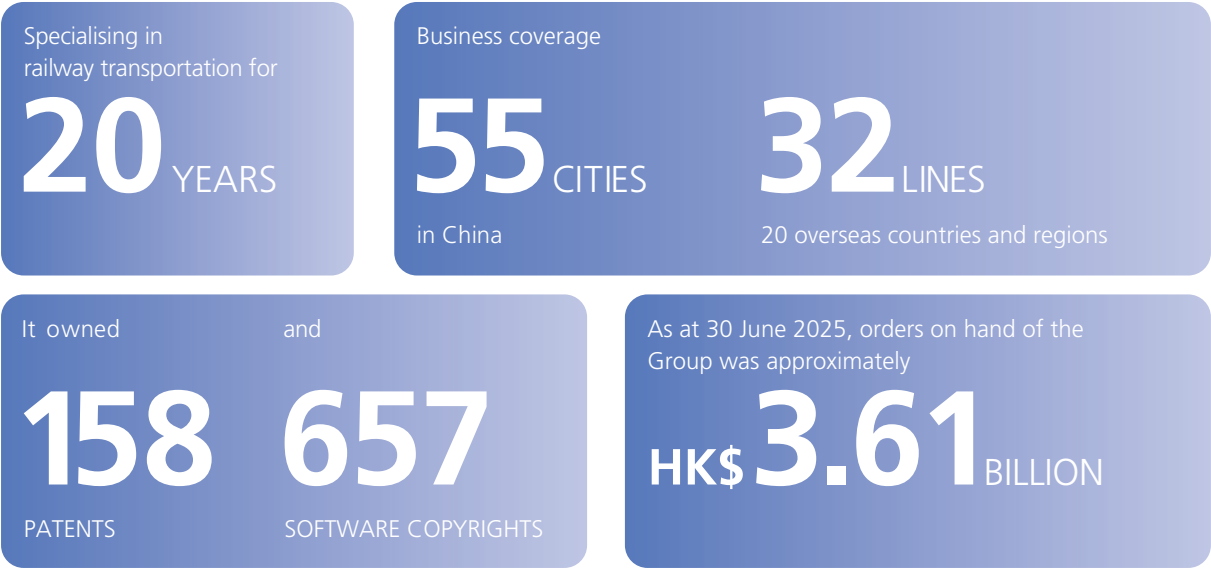 Specialising in
railway transportation for
20 YEARS
Business coverage
55 CITIES
in China
32 LINES
20 overseas countries and regions
It owned
158
PATENTS
and
657
SOFTWARE COPYRIGHTS
As at 30 June 2025, orders on hand of the
Group was approximately
HK$3.61 BILLION